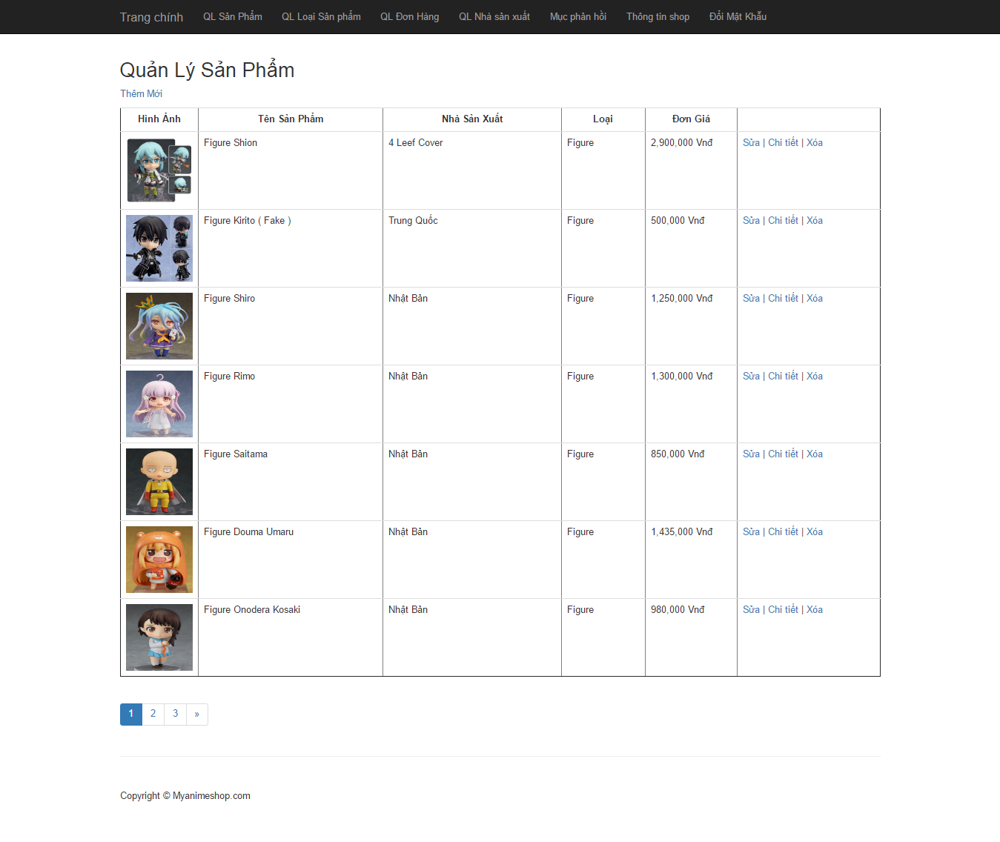 Trang chính QL Sản Phẩm QL Loại Sản phẩm QL Đơn Hàng QL Nhà sản xuất Mục phản hồi Thông tin shop Đổi Mật Khẩu
Quản Lý Sản Phẩm
Thêm Mới
Hình Ảnh Tên Sản Phẩm Nhà Sản Xuất Loại Đơn Giá
Figure Shion 4 Leef Cover Figure 2,900,000 Vnđ Sửa | Chi tiết | Xóa
Figure Kirito ( Fake ) Trung Quốc Figure 500,000 Vnđ Sửa | Chi tiết | Xóa
Figure Shiro Nhật Bản Figure 1,250,000 Vnđ Sửa | Chi tiết | Xóa
Figure Rimo Nhật Bản Figure 1,300,000 Vnđ Sửa | Chi tiết | Xóa
Figure Saitama Nhật Bản Figure 850,000 Vnđ Sửa | Chi tiết | Xóa
Figure Douma Umaru Nhật Bản Figure 1,435,000 Vnđ Sửa | Chi tiết | Xóa
Figure Onodera Kosaki Nhật Bản Figure 980,000 Vnđ Sửa | Chi tiết | Xóa
1 2 3 »
Copyright © Myanimeshop.com